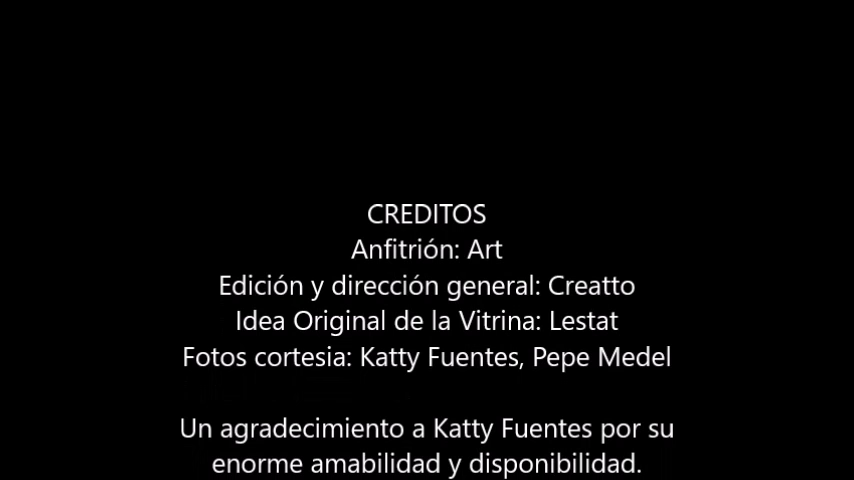 CREDITOS
Anfitrión: Art
Edición y dirección general: Creatto
Idea Original de la Vitrina: Lestat
Fotos cortesia: Katty Fuentes, Pepe Medel
Un agradecimiento a Katty Fuentes por su
enorme amabilidad y disponibilidad.